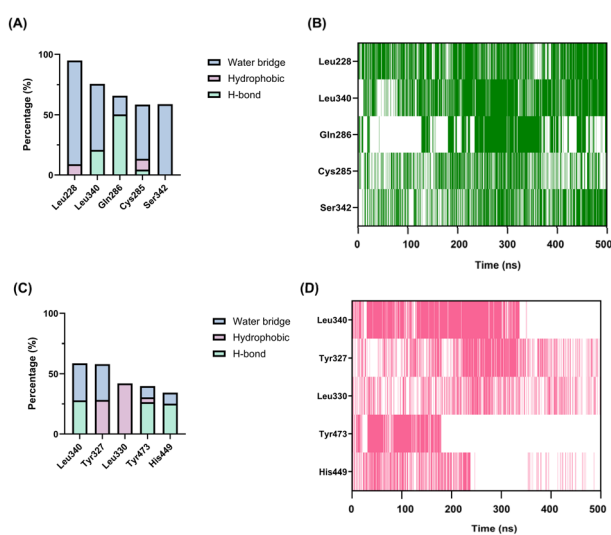 (A)
Percentage (%)
100
50
0
Leu228
Leu340
Gln286
Cys285
Ser342
Water bridge
Hydrophobic
H-bond
(B)
Leu228
Leu340
Gln286
Cys285
Ser342
0 100 200 300 400 500
Time (ns)
(C)
Percentage (%)
100
50
0
Leu340
Tyr327
Leu330
Tyr473
His449
Water bridge
Hydrophobic
H-bond
(D)
Leu340
Tyr327
Leu330
Tyr473
His449
0 100 200 300 400 500
Time (ns)